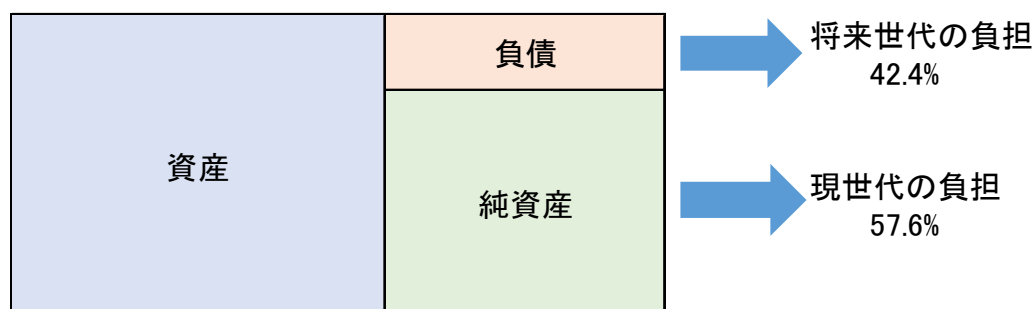 資産
負債
純資産
将来世代の負担
42.4%
現世代の負担
57.6%